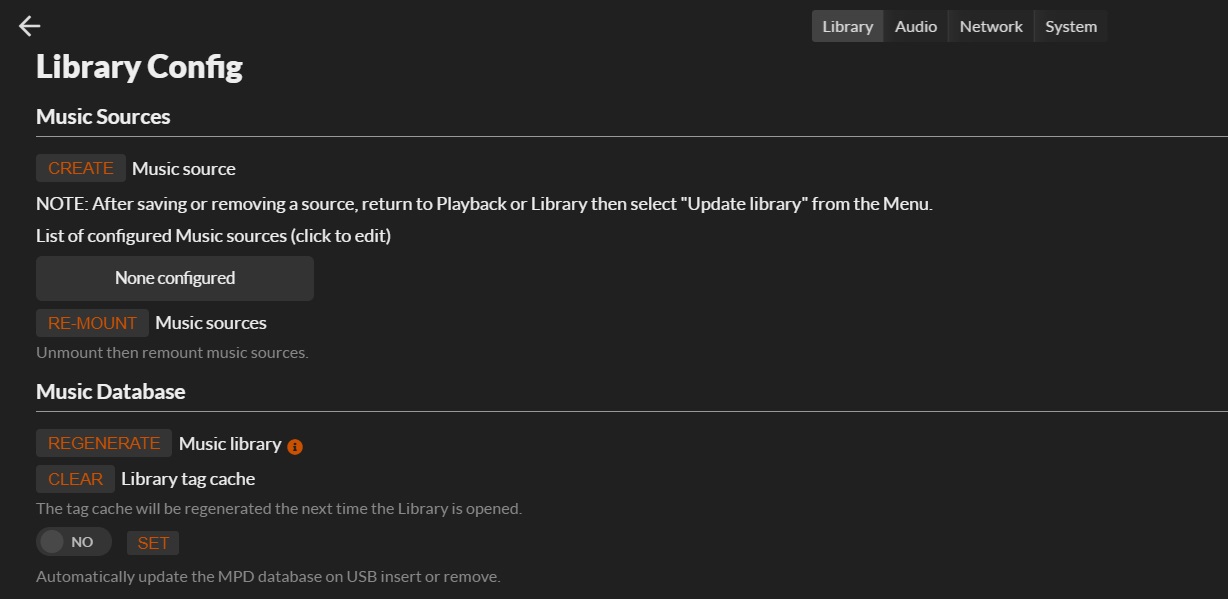 Library Audio Network System
Library Config
Music Sources
CREATE Music source
NOTE: After saving or removing a source, return to Playback or Library then select "Update library" from the Menu.
List of configured Music sources (click to edit)
None configured
RE-MOUNT Music sources
Unmount then remount music sources.
Music Database
REGENERATE Music library
CLEAR Library tag cache
The tag cache will be regenerated the next time the Library is opened.
NO SET
Automatically update the MPD database on USB insert or remove.